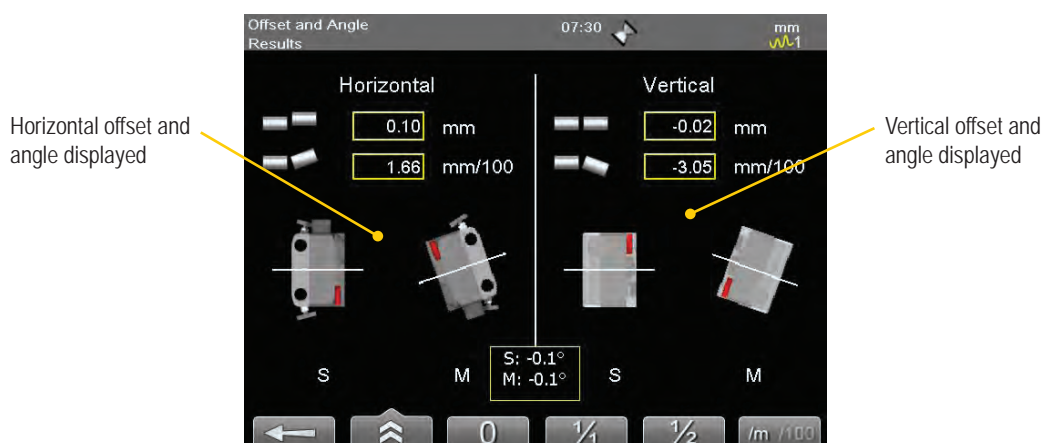 Offset and Angle
Results
07:30
mm
1
Horizontal
Vertical
Horizontal offset and
angle displayed
0.10 mm
1.66 mm/100
-0.02 mm
-3.05 mm/100
Vertical offset and
angle displayed
S
M
S: -0.1°
M: -0.1°
S
M
0
1/1
1/2
/m /100